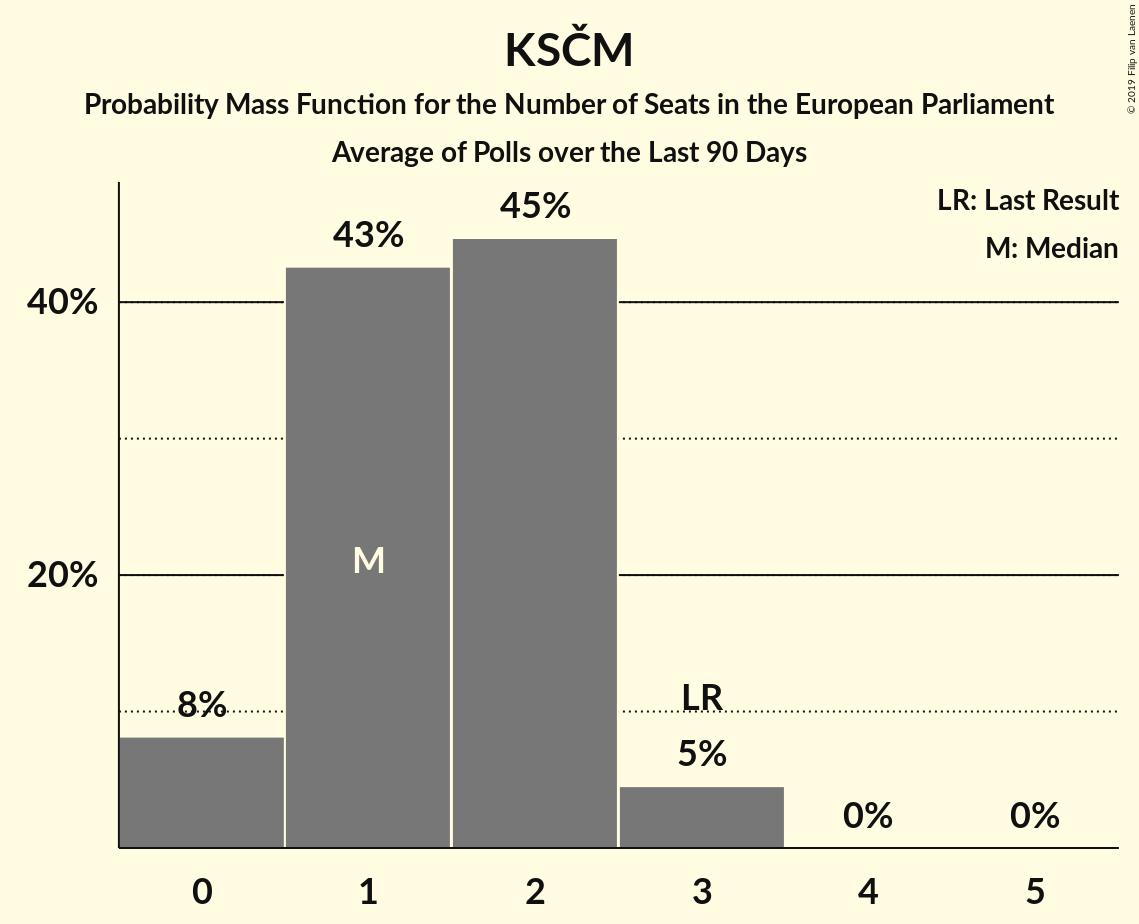 KSČM
Probability Mass Function for the Number of Seats in the European Parliament
Average of Polls over the Last 90 Days
© 2019 Filip van Laenen
LR: Last Result
M: Median
45%
43%
40%
M
20%
LR
8%
5%
0% 0%
0 1 2 3 4 5